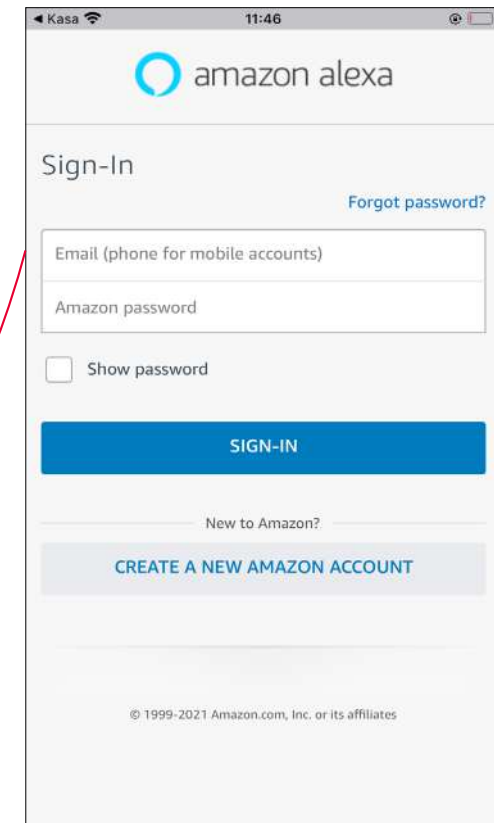 ◀ Kasa 11:46
amazon alexa
Sign-In
Forgot password?
Email (phone for mobile accounts)
Amazon password
Show password
SIGN-IN
New to Amazon?
CREATE A NEW AMAZON ACCOUNT
© 1999-2021 Amazon.com, Inc. or its affiliates